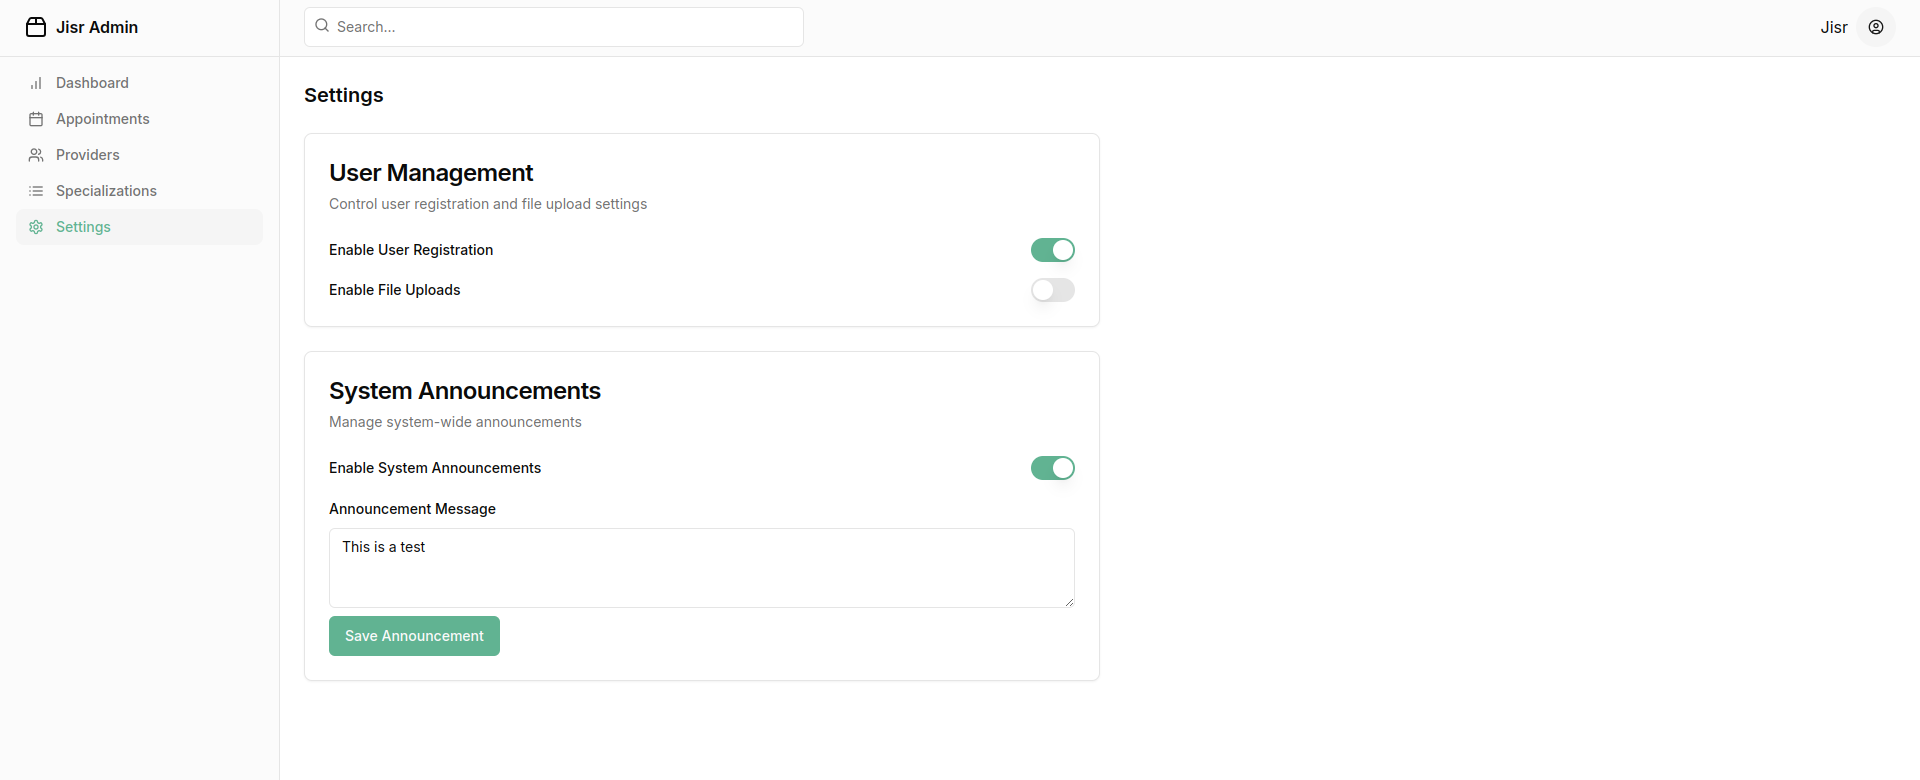 Jisr Admin
Search...
Jisr
Dashboard
Appointments
Providers
Specializations
Settings
Settings
User Management
Control user registration and file upload settings
Enable User Registration
Enable File Uploads
System Announcements
Manage system-wide announcements
Enable System Announcements
Announcement Message
This is a test
Save Announcement